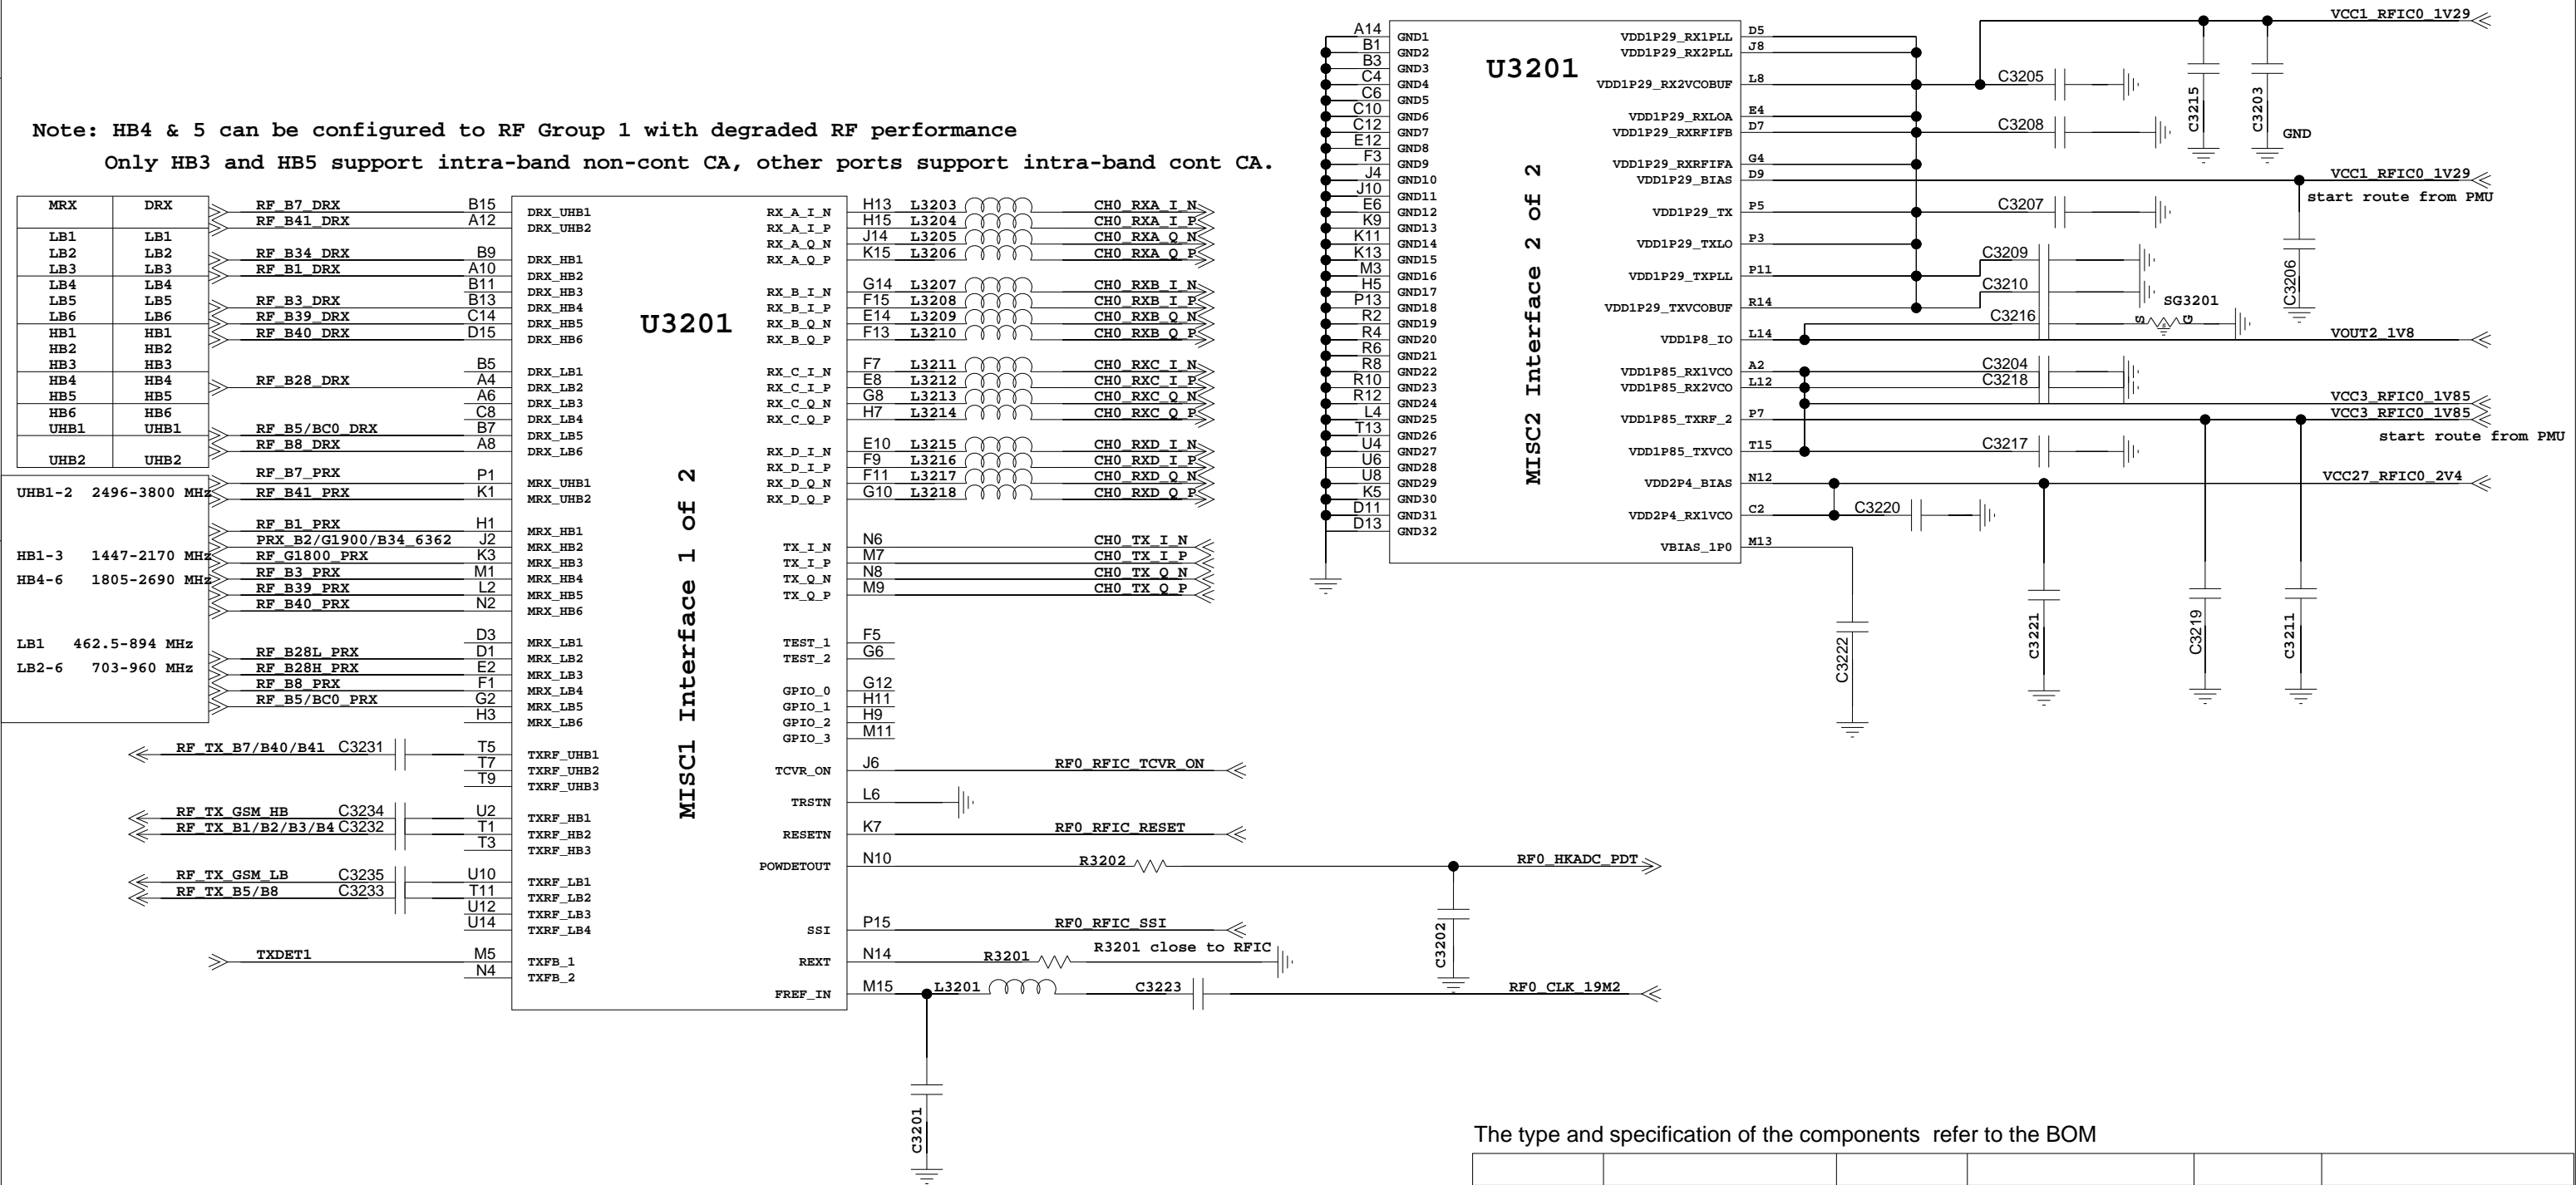 Note: HB4 & 5 can be configured to RF Group 1 with degraded RF performance
Only HB3 and HB5 support intra-band non-cont CA, other ports support intra-band cont CA.
MRX DRX
LB1 LB1
LB2 LB2
LB3 LB3
LB4 LB4
LB5 LB5
LB6 LB6
HB1 HB1
HB2 HB2
HB3 HB3
HB4 HB4
HB5 HB5
HB6 HB6
UHB1 UHB1
UHB2 UHB2
UHB1-2 2496-3800 MHz
HB1-3 1447-2170 MHz
HB4-6 1805-2690 MHz
LB1 462.5-894 MHz
LB2-6 703-960 MHz
U3201
MISC1 Interface 1 of 2
RF_B7_DRX B15 DRX_UHB1
RF_B41_DRX A12 DRX_UHB2
RF_B34_DRX B9 DRX_HB1
RF_B1_DRX A10 DRX_HB2
B11 DRX_HB3
RF_B3_DRX B13 DRX_HB4
RF_B39_DRX C14 DRX_HB5
RF_B40_DRX D15 DRX_HB6
B5 DRX_LB1
RF_B28_DRX A4 DRX_LB2
A6 DRX_LB3
C8 DRX_LB4
RF_B5/BC0_DRX B7 DRX_LB5
RF_B8_DRX A8 DRX_LB6
RF_B7_PRX P1 MRX_UHB1
RF_B41_PRX K1 MRX_UHB2
RF_B1_PRX H1 MRX_HB1
PRX_B2/G1900/B34_6362 J2 MRX_HB2
RF_G1800_PRX K3 MRX_HB3
RF_B3_PRX M1 MRX_HB4
RF_B39_PRX L2 MRX_HB5
RF_B40_PRX N2 MRX_HB6
D3 MRX_LB1
RF_B28L_PRX D1 MRX_LB2
RF_B28H_PRX E2 MRX_LB3
RF_B8_PRX F1 MRX_LB4
RF_B5/BC0_PRX G2 MRX_LB5
H3 MRX_LB6
RF_TX_B7/B40/B41 C3231 T5 TXRF_UHB1
T7 TXRF_UHB2
T9 TXRF_UHB3
RF_TX_GSM_HB C3234 U2 TXRF_HB1
RF_TX_B1/B2/B3/B4 C3232 T1 TXRF_HB2
T3 TXRF_HB3
RF_TX_GSM_LB C3235 U10 TXRF_LB1
RF_TX_B5/B8 C3233 T11 TXRF_LB2
U12 TXRF_LB3
U14 TXRF_LB4
TXDET1 M5 TXFB_1
N4 TXFB_2
RX_A_I_N H13 L3203 CH0_RXA_I_N
RX_A_I_P H15 L3204 CH0_RXA_I_P
RX_A_Q_N J14 L3205 CH0_RXA_Q_N
RX_A_Q_P K15 L3206 CH0_RXA_Q_P
RX_B_I_N G14 L3207 CH0_RXB_I_N
RX_B_I_P F15 L3208 CH0_RXB_I_P
RX_B_Q_N E14 L3209 CH0_RXB_Q_N
RX_B_Q_P F13 L3210 CH0_RXB_Q_P
RX_C_I_N F7 L3211 CH0_RXC_I_N
RX_C_I_P E8 L3212 CH0_RXC_I_P
RX_C_Q_N G8 L3213 CH0_RXC_Q_N
RX_C_Q_P H7 L3214 CH0_RXC_Q_P
RX_D_I_N E10 L3215 CH0_RXD_I_N
RX_D_I_P F9 L3216 CH0_RXD_I_P
RX_D_Q_N F11 L3217 CH0_RXD_Q_N
RX_D_Q_P G10 L3218 CH0_RXD_Q_P
TX_I_N N6 CH0_TX_I_N
TX_I_P M7 CH0_TX_I_P
TX_Q_N N8 CH0_TX_Q_N
TX_Q_P M9 CH0_TX_Q_P
TEST_1 F5
TEST_2 G6
GPIO_0 G12
GPIO_1 H11
GPIO_2 H9
GPIO_3 M11
TCVR_ON J6 RF0_RFIC_TCVR_ON
TRSTN L6
RESETN K7 RF0_RFIC_RESET
POWDETOUT N10 R3202 RF0_HKADC_PDT
C3202
SSI P15 RF0_RFIC_SSI
REXT N14 R3201 R3201 close to RFIC
FREF_IN M15 L3201 C3223 RF0_CLK_19M2
C3201
U3201
MISC2 Interface 2 of 2
A14 GND1
B1 GND2
B3 GND3
C4 GND4
C6 GND5
C10 GND6
C12 GND7
E12 GND8
F3 GND9
J4 GND10
J10 GND11
E6 GND12
K9 GND13
K11 GND14
K13 GND15
M3 GND16
H5 GND17
P13 GND18
R2 GND19
R4 GND20
R6 GND21
R8 GND22
R10 GND23
R12 GND24
L4 GND25
T13 GND26
U4 GND27
U6 GND28
U8 GND29
K5 GND30
D11 GND31
D13 GND32
VDD1P29_RX1PLL D5
VDD1P29_RX2PLL J8
VDD1P29_RX2VCOBUF L8 C3205
VDD1P29_RXLOA E4
VDD1P29_RXRFIFB D7 C3208
VDD1P29_RXRFIFA G4
VDD1P29_BIAS D9
VDD1P29_TX P5 C3207
VDD1P29_TXLO P3
VDD1P29_TXPLL P11 C3209
VDD1P29_TXVCOBUF R14 C3210
C3216 S G SG3201
VDD1P8_IO L14 VOUT2_1V8
VDD1P85_RX1VCO A2 C3204
VDD1P85_RX2VCO L12 C3218
VCC3_RFIC0_1V85
VDD1P85_TXRF_2 P7 VCC3_RFIC0_1V85
start route from PMU
VDD1P85_TXVCO T15 C3217
VDD2P4_BIAS N12 VCC27_RFIC0_2V4
VDD2P4_RX1VCO C2 C3220
VBIAS_1P0 M13
C3222
C3221
C3219
C3211
VCC1_RFIC0_1V29
C3215
C3203
GND
VCC1_RFIC0_1V29
start route from PMU
C3206
The type and specification of the components refer to the BOM